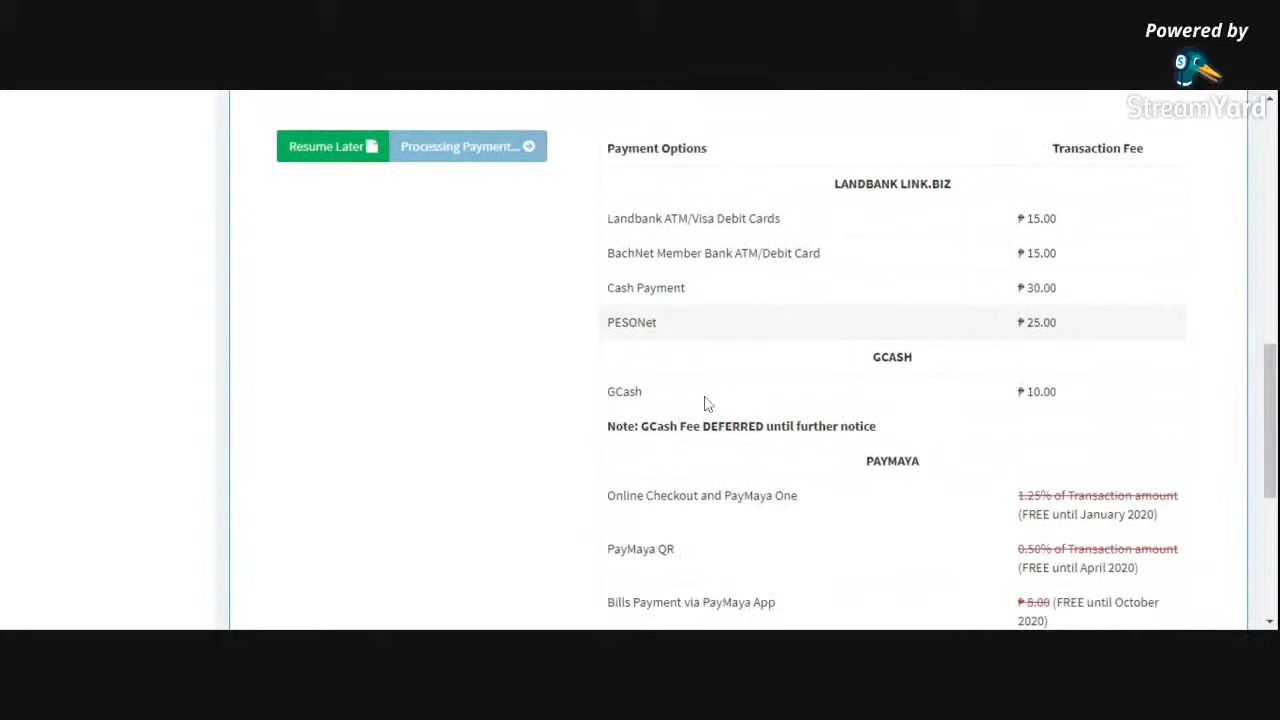 Powered by
StreamYard
Resume Later Processing Payment...
Payment Options Transaction Fee
LANDBANK LINK.BIZ
Landbank ATM/Visa Debit Cards ₱ 15.00
BachNet Member Bank ATM/Debit Card ₱ 15.00
Cash Payment ₱ 30.00
PESONet ₱ 25.00
GCASH
GCash ₱ 10.00
Note: GCash Fee DEFERRED until further notice
PAYMAYA
Online Checkout and PayMaya One 1.25% of Transaction amount
(FREE until January 2020)
PayMaya QR 0.50% of Transaction amount
(FREE until April 2020)
Bills Payment via PayMaya App ₱ 8.00 (FREE until October
2020)